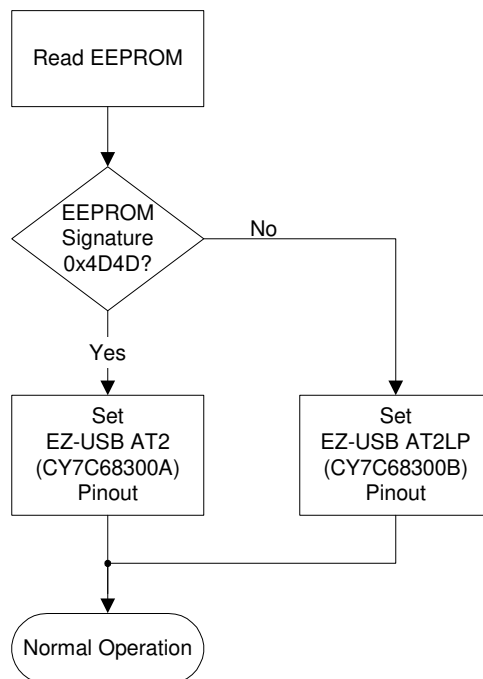 Read EEPROM
EEPROM
Signature
0x4D4D?
No
Yes
Set
EZ-USB AT2
(CY7C68300A)
Pinout
Set
EZ-USB AT2LP
(CY7C68300B)
Pinout
Normal Operation